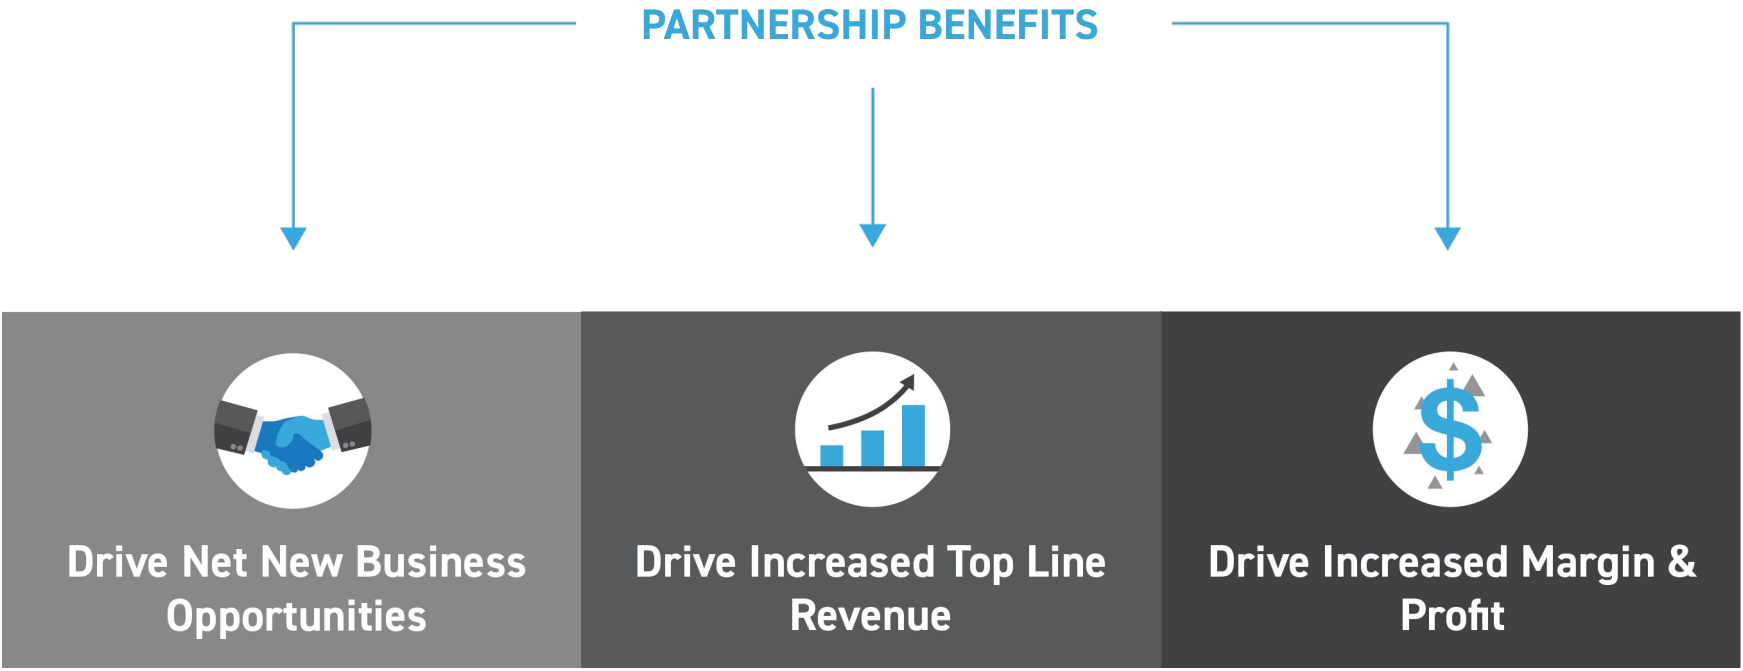 PARTNERSHIP BENEFITS
Drive Net New Business
Opportunities
Drive Increased Top Line
Revenue
Drive Increased Margin &
Profit